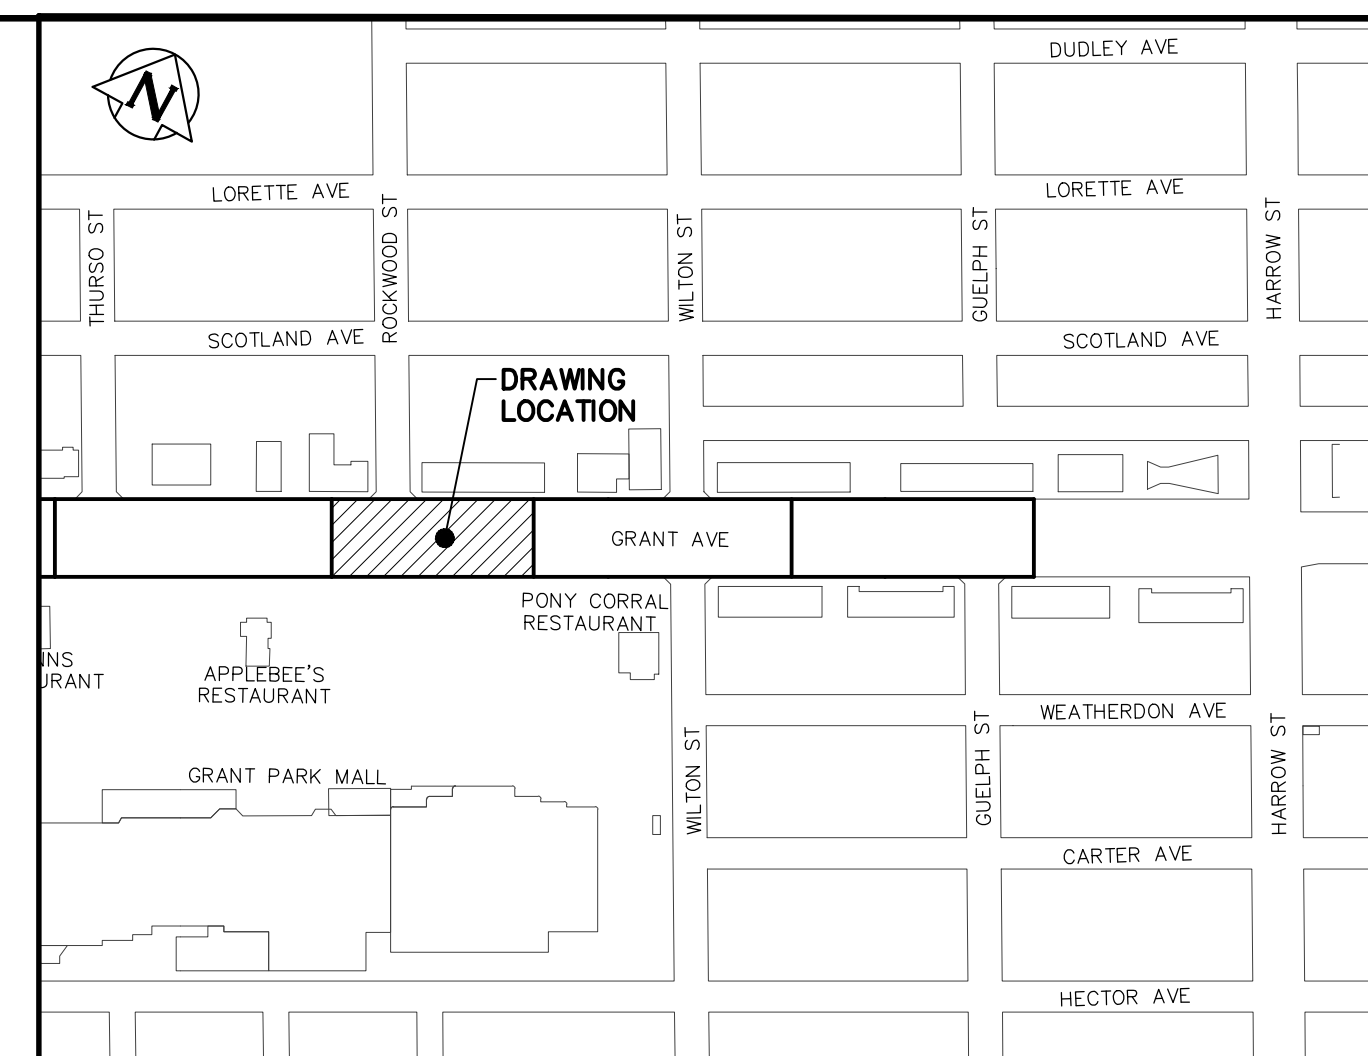 DUDLEY AVE
N
LORETTE AVE
LORETTE AVE
THURSO ST
ROCKWOOD ST
WILTON ST
GUELPH ST
HARROW ST
SCOTLAND AVE
SCOTLAND AVE
DRAWING
LOCATION
GRANT AVE
PONY CORRAL
RESTAURANT
NNS
URANT
APPLEBEE'S
RESTAURANT
WEATHERDON AVE
GRANT PARK MALL
WILTON ST
GUELPH ST
HARROW ST
CARTER AVE
HECTOR AVE